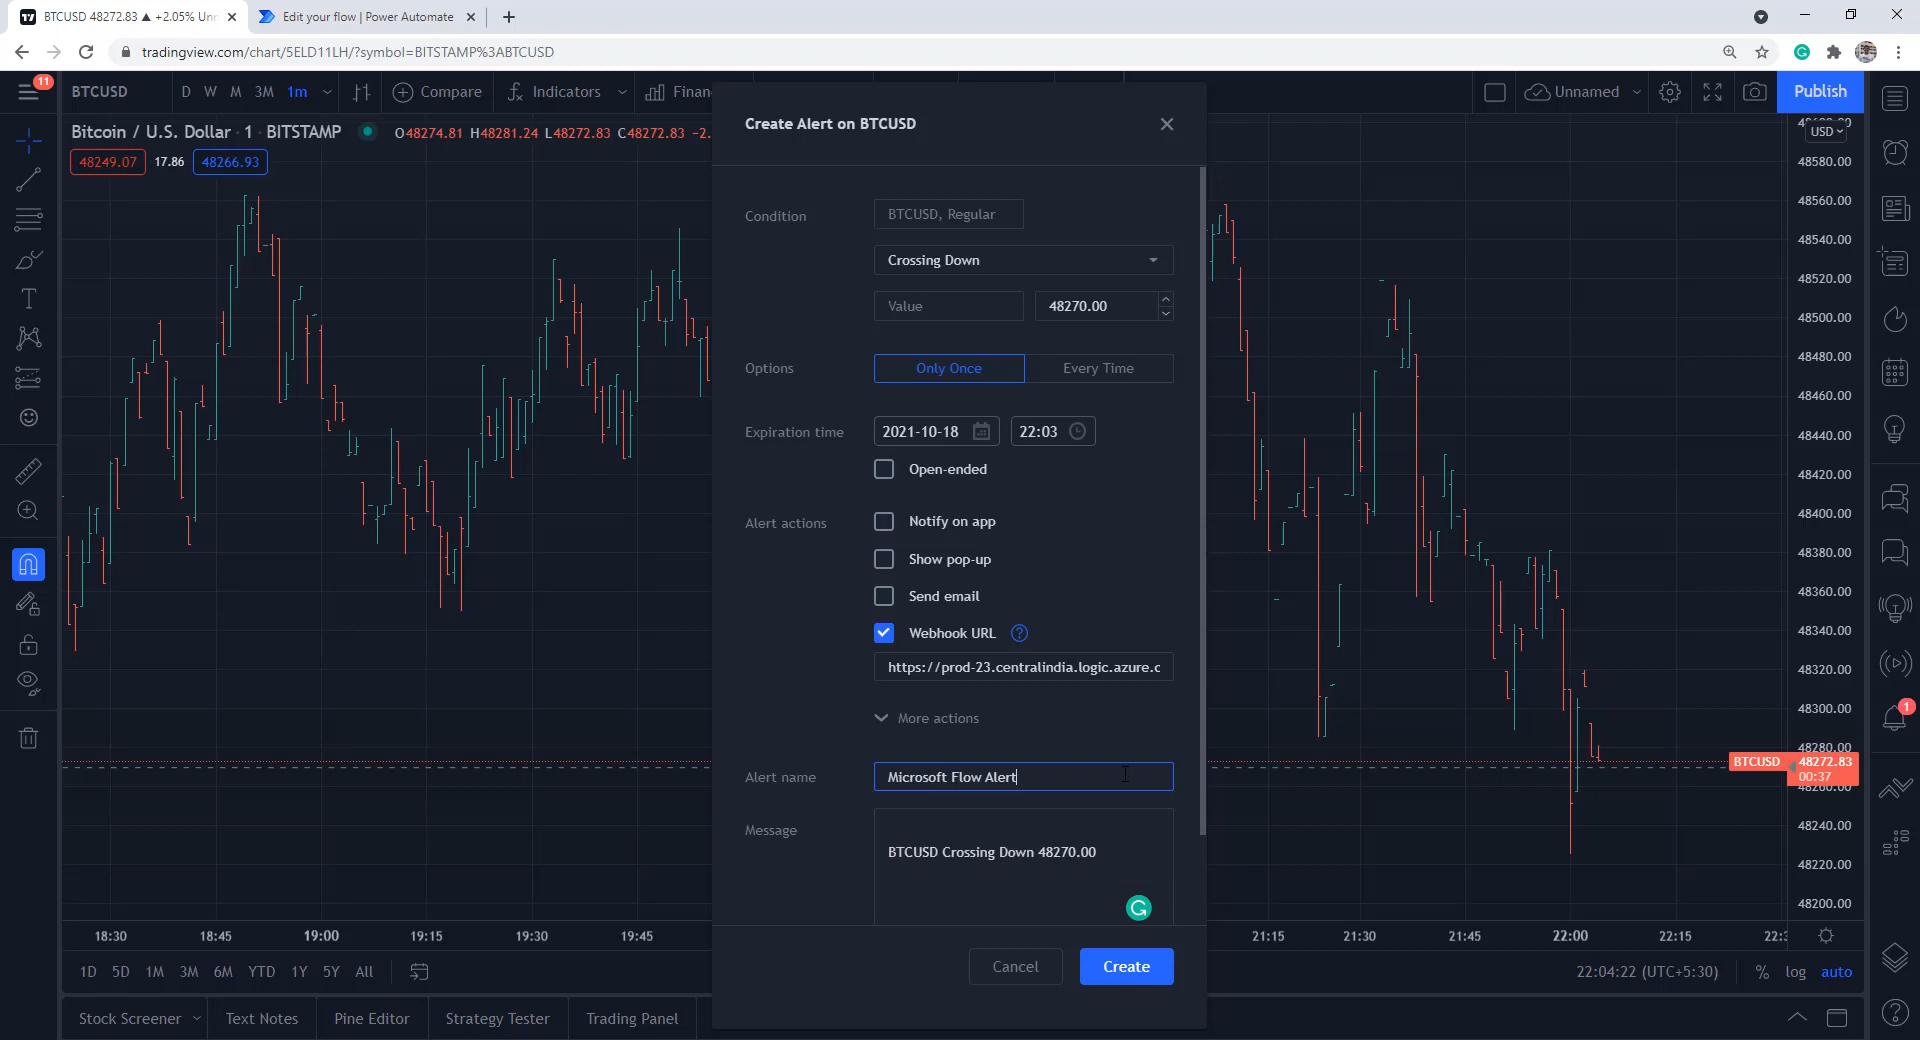 BTCUSD 48272.83 ▲ +2.05% Unn
Edit your flow | Power Automate
tradingview.com/chart/5ELD11LH/?symbol=BITSTAMP%3ABTCUSD
11
BTCUSD
D W M 3M 1m
Compare
Indicators
Finan
Unnamed
Publish
Bitcoin / U.S. Dollar · 1 · BITSTAMP
O48274.81 H48281.24 L48272.83 C48272.83 −2.
48249.07 17.86 48266.93
Create Alert on BTCUSD
Condition
BTCUSD, Regular
Crossing Down
Value
48270.00
Options
Only Once
Every Time
Expiration time
2021-10-18
22:03
Open-ended
Alert actions
Notify on app
Show pop-up
Send email
Webhook URL
https://prod-23.centralindia.logic.azure.c
More actions
Alert name
Microsoft Flow Alert
Message
BTCUSD Crossing Down 48270.00
Cancel
Create
USD
48580.00
48560.00
48540.00
48520.00
48500.00
48480.00
48460.00
48440.00
48420.00
48400.00
48380.00
48360.00
48340.00
48320.00
48300.00
48280.00
BTCUSD 48272.83
00:37
48260.00
48240.00
48220.00
48200.00
1
18:30 18:45 19:00 19:15 19:30 19:45 21:15 21:30 21:45 22:00 22:15 22:3
1D 5D 1M 3M 6M YTD 1Y 5Y All
22:04:22 (UTC+5:30)
% log auto
Stock Screener
Text Notes
Pine Editor
Strategy Tester
Trading Panel